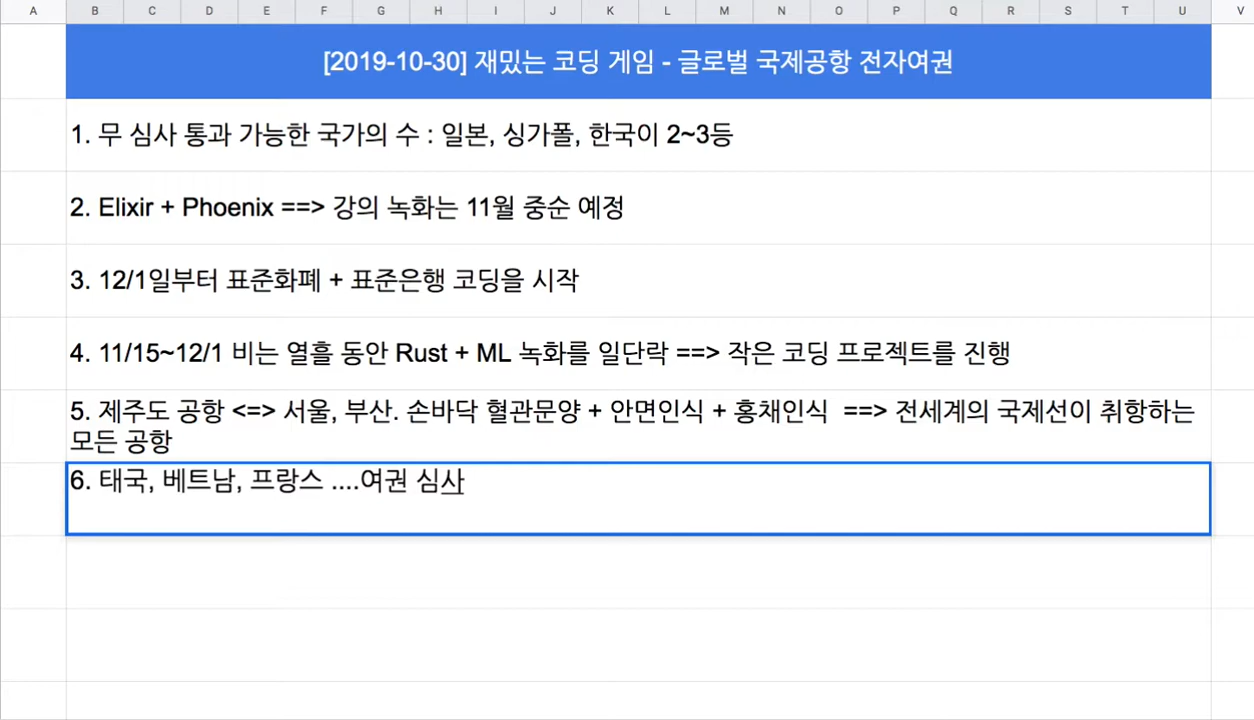 A B C D E F G H I J K L M N O P Q R S T U V
[2019-10-30] 재밌는 코딩 게임 - 글로벌 국제공항 전자여권
1. 무 심사 통과 가능한 국가의 수 : 일본, 싱가폴, 한국이 2~3등
2. Elixir + Phoenix ==> 강의 녹화는 11월 중순 예정
3. 12/1일부터 표준화폐 + 표준은행 코딩을 시작
4. 11/15~12/1 비는 열흘 동안 Rust + ML 녹화를 일단락 ==> 작은 코딩 프로젝트를 진행
5. 제주도 공항 <=> 서울, 부산. 손바닥 혈관문양 + 안면인식 + 홍채인식 ==> 전세계의 국제선이 취항하는
모든 공항
6. 태국, 베트남, 프랑스 ....여권 심사